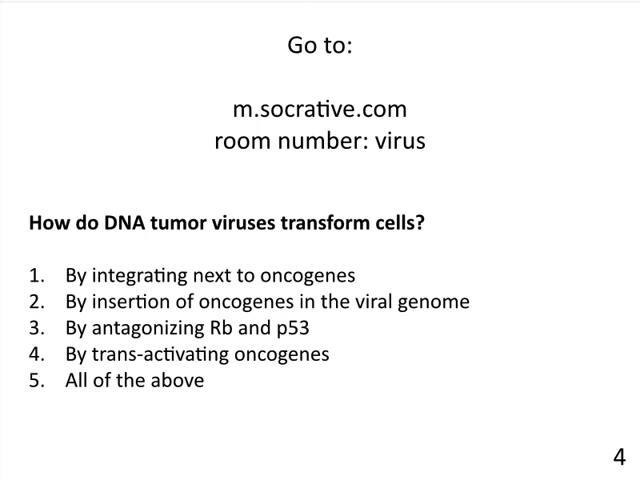 Go to:
m.socrative.com
room number: virus
How do DNA tumor viruses transform cells?
1. By integrating next to oncogenes
2. By insertion of oncogenes in the viral genome
3. By antagonizing Rb and p53
4. By trans-activating oncogenes
5. All of the above
4